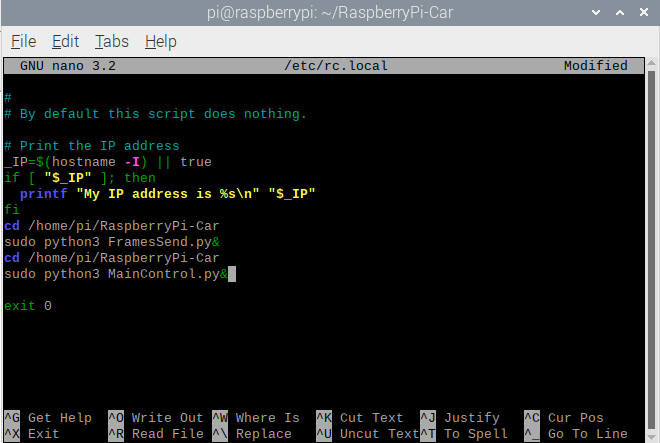 pi@raspberrypi: ~/RaspberryPi-Car
File Edit Tabs Help
GNU nano 3.2 /etc/rc.local Modified
#
# By default this script does nothing.
# Print the IP address
_IP=$(hostname -I) || true
if [ "$_IP" ]; then
  printf "My IP address is %s\n" "$_IP"
fi
cd /home/pi/RaspberryPi-Car
sudo python3 FramesSend.py&
cd /home/pi/RaspberryPi-Car
sudo python3 MainControl.py&
exit 0
^G Get Help ^O Write Out ^W Where Is ^K Cut Text ^J Justify ^C Cur Pos
^X Exit ^R Read File ^\ Replace ^U Uncut Text ^T To Spell ^_ Go To Line